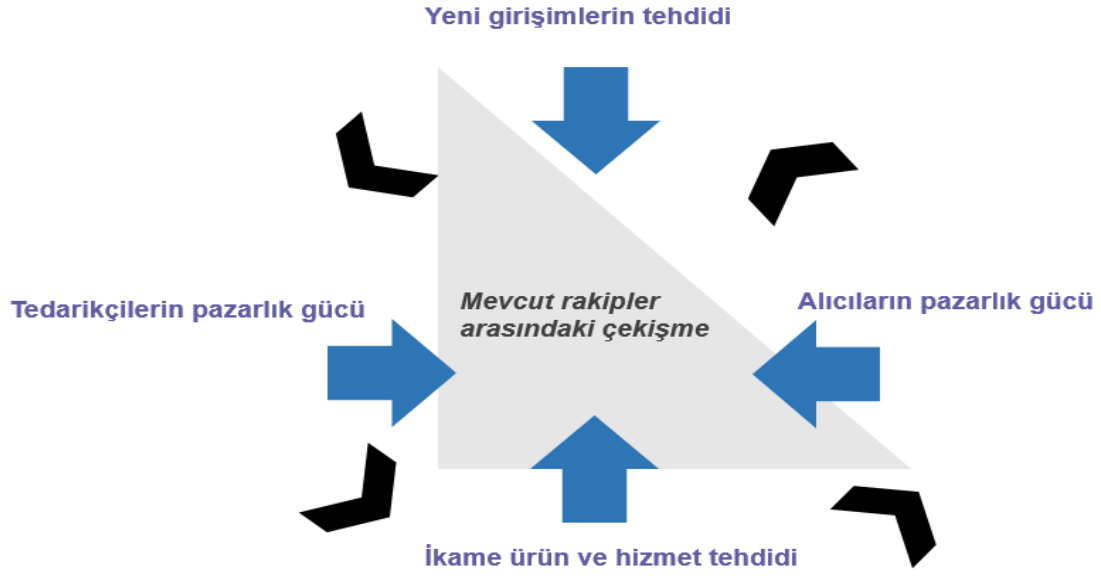 Yeni girişimlerin tehdidi
Tedarikçilerin pazarlık gücü
Mevcut rakipler
arasındaki çekişme
Alıcıların pazarlık gücü
İkame ürün ve hizmet tehdidi